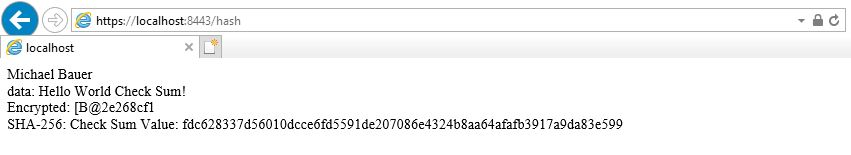 https://localhost:8443/hash
localhost
Michael Bauer
data: Hello World Check Sum!
Encrypted: [B@2e268cf1
SHA-256: Check Sum Value: fdc628337d56010dcce6fd5591de207086e4324b8aa64afafb3917a9da83e599